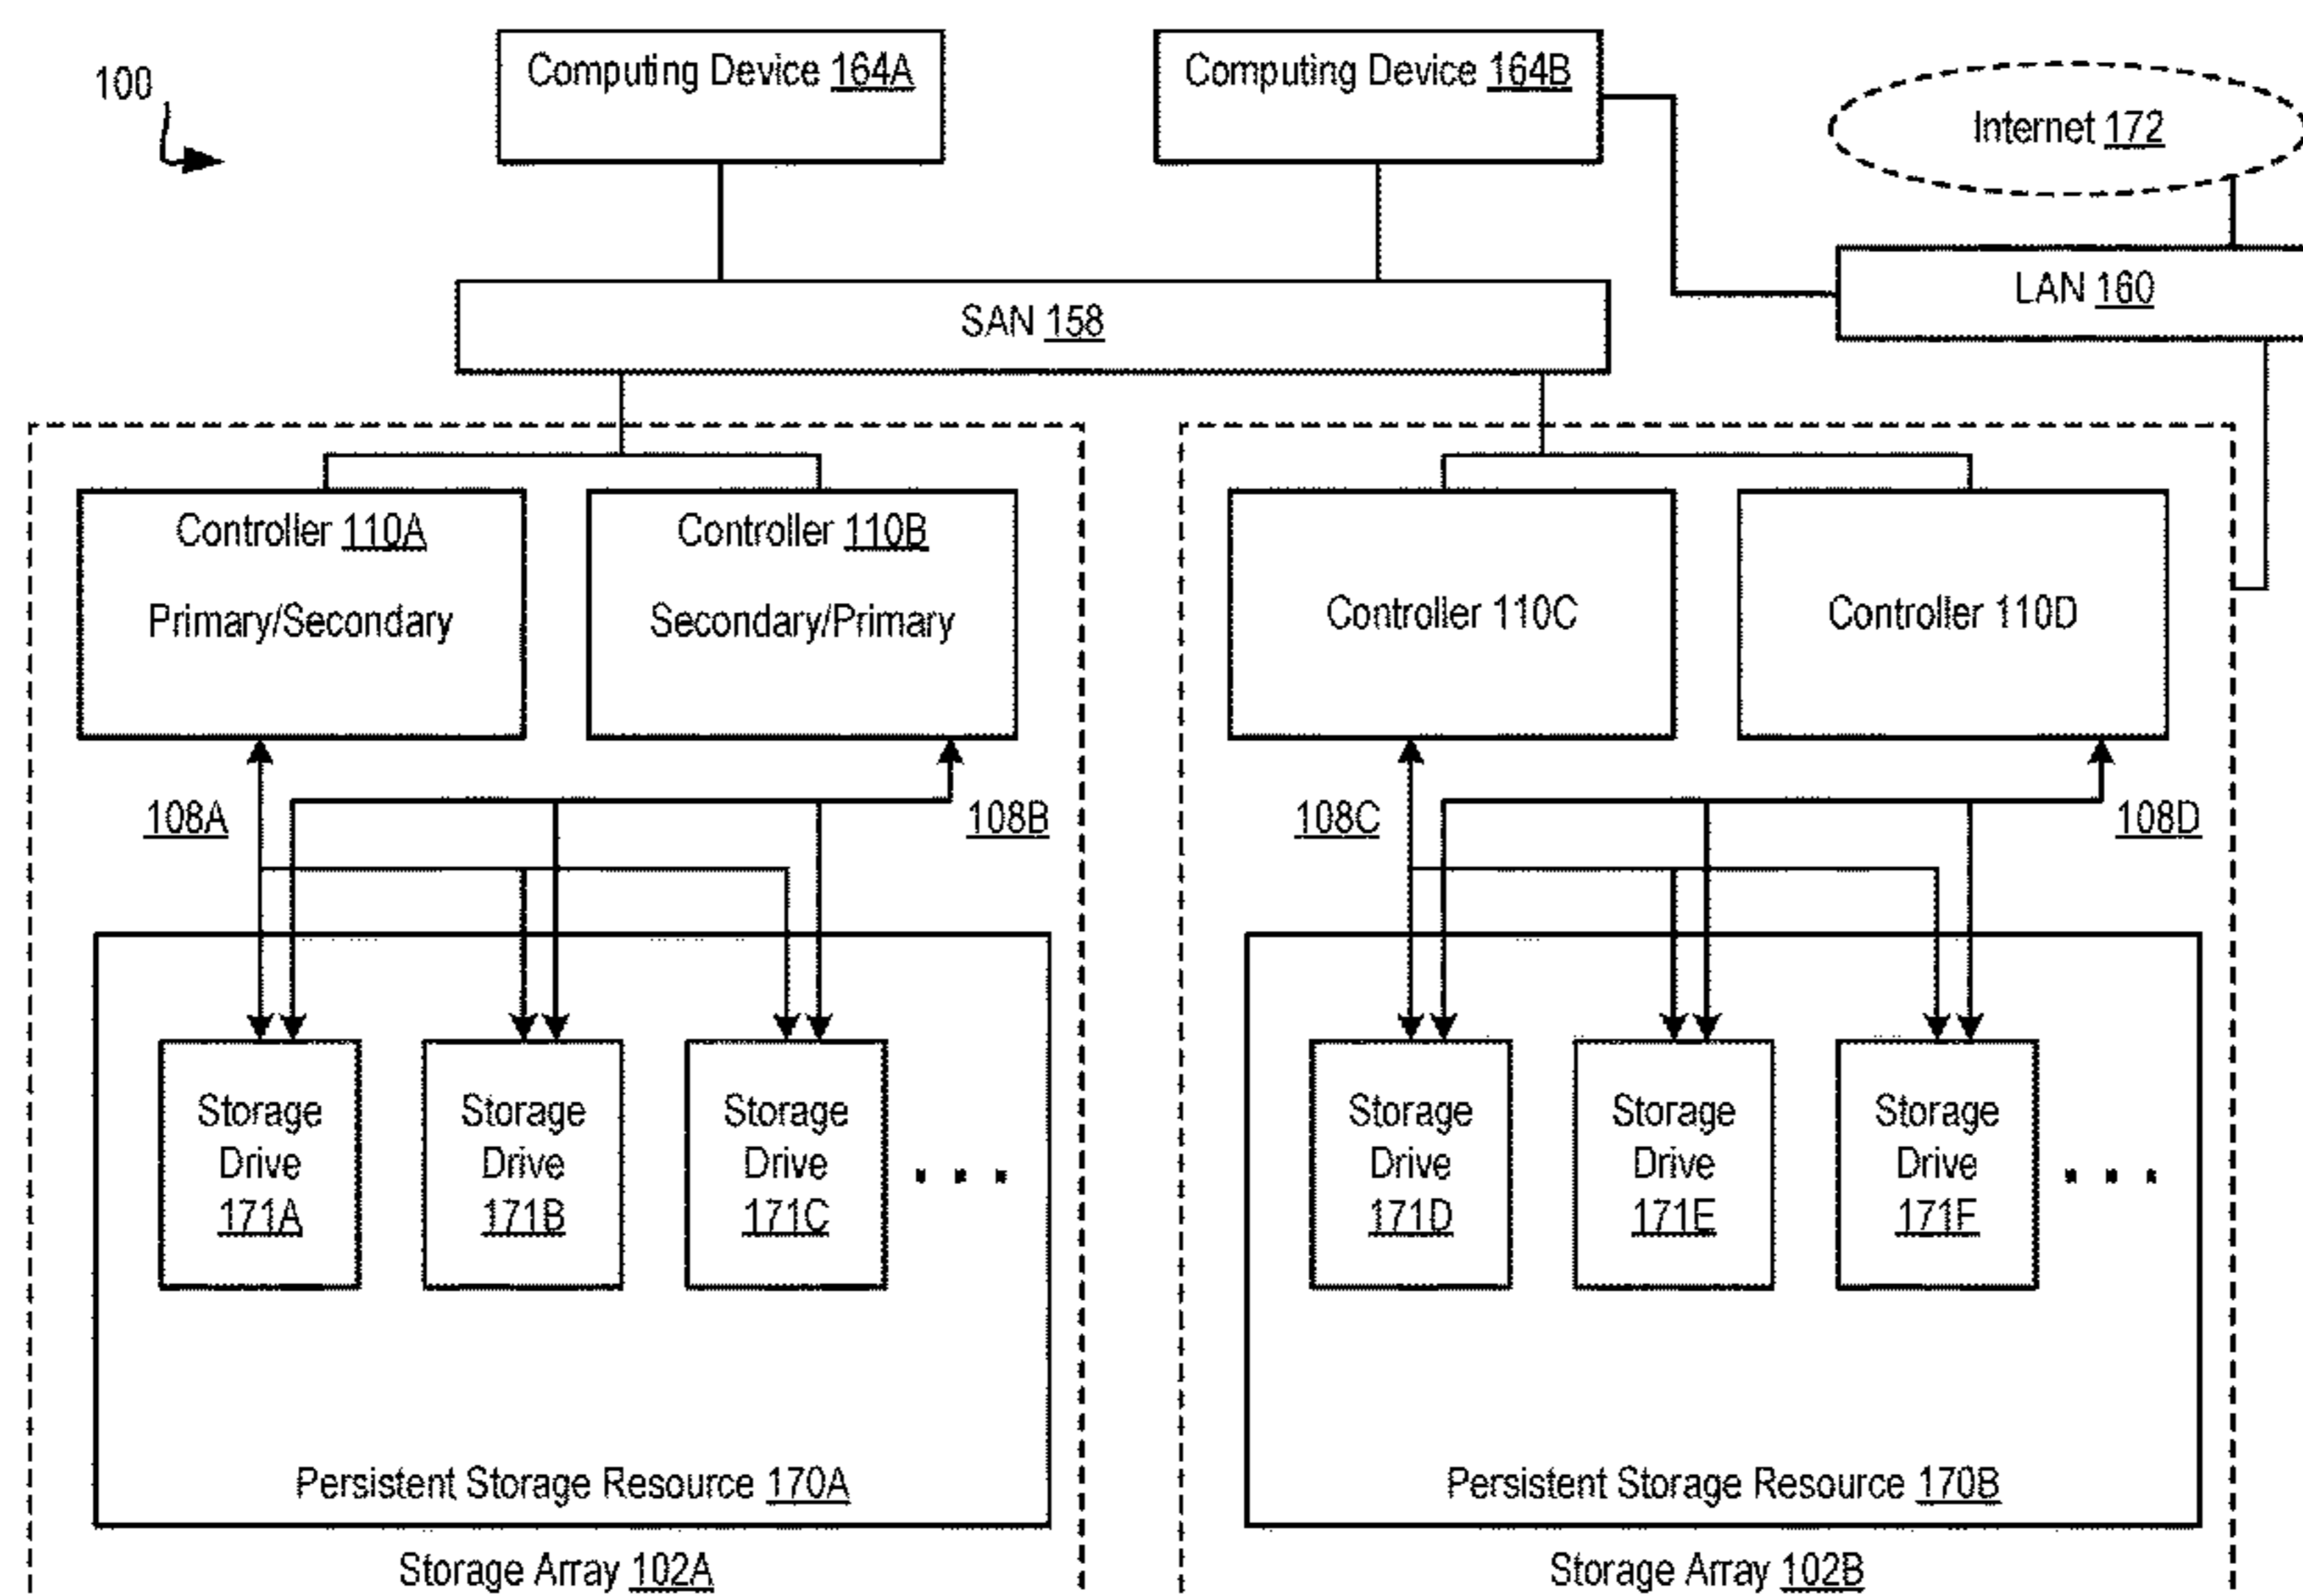 100
Computing Device 164A
Computing Device 164B
Internet 172
LAN 160
SAN 158
Controller 110A
Primary/Secondary
Controller 110B
Secondary/Primary
Controller 110C
Controller 110D
108A
108B
108C
108D
Storage
Drive
171A
Storage
Drive
171B
Storage
Drive
171C
Storage
Drive
171D
Storage
Drive
171E
Storage
Drive
171F
Persistent Storage Resource 170A
Persistent Storage Resource 170B
Storage Array 102A
Storage Array 102B